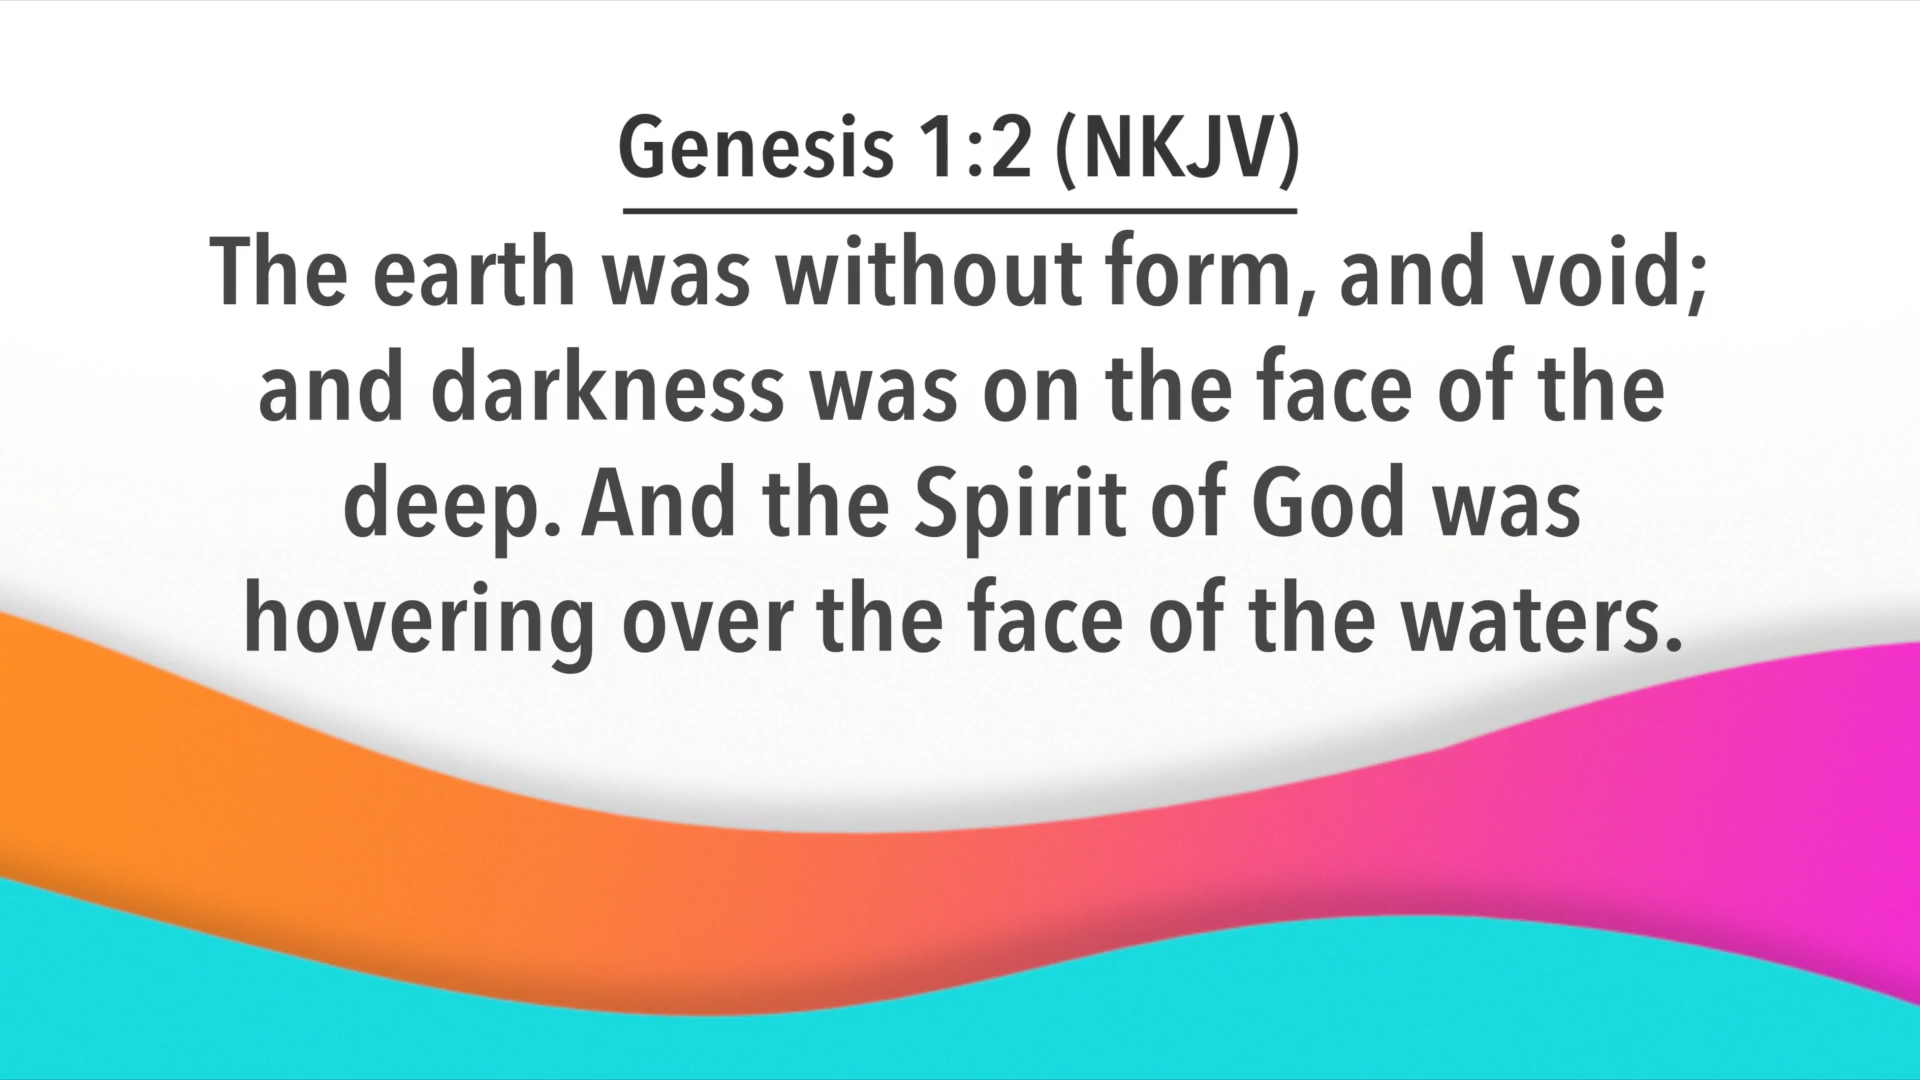 Genesis 1:2 (NKJV)
The earth was without form, and void;
and darkness was on the face of the
deep. And the Spirit of God was
hovering over the face of the waters.